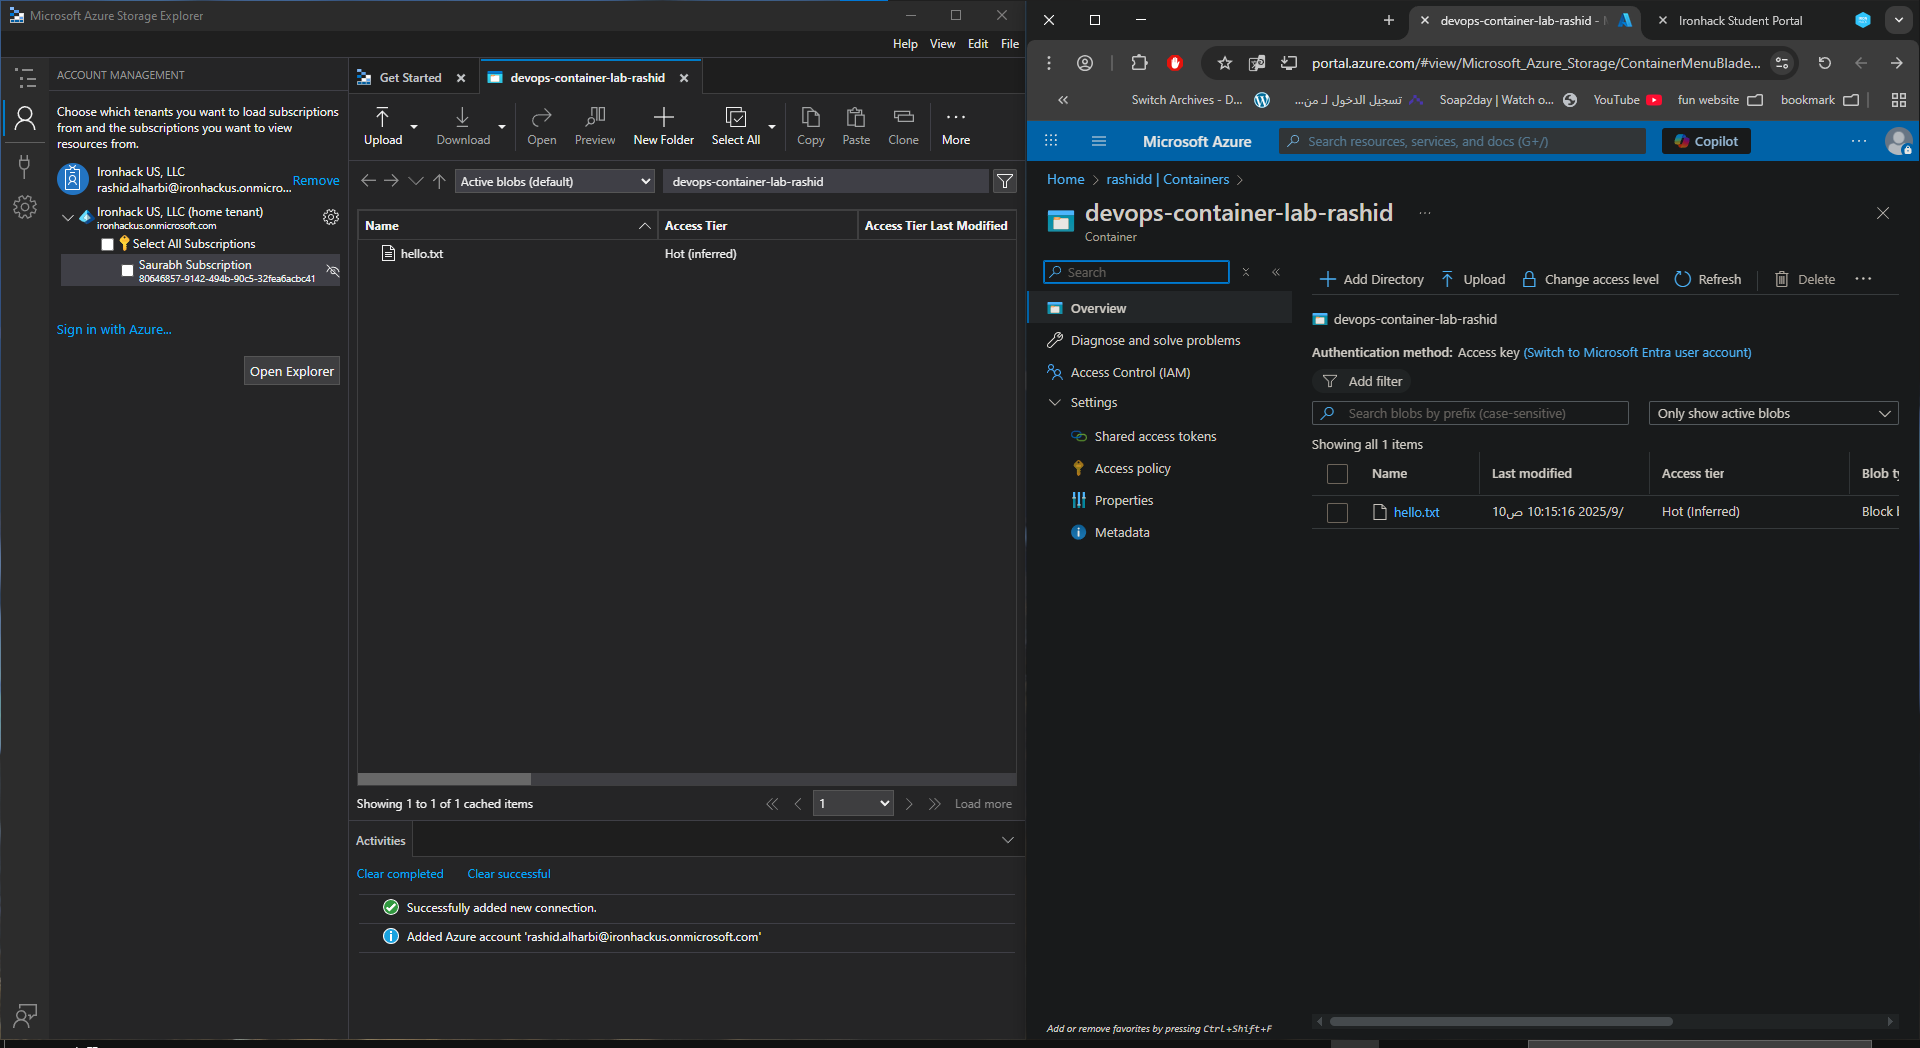 Microsoft Azure Storage Explorer
Help View Edit File
ACCOUNT MANAGEMENT
Choose which tenants you want to load subscriptions
from and the subscriptions you want to view
resources from.
Ironhack US, LLC
rashid.alharbi@ironhackus.onmicro...
Remove
Ironhack US, LLC (home tenant)
ironhackus.onmicrosoft.com
Select All Subscriptions
Saurabh Subscription
80646857-9142-494b-90c5-32fea6acbc41
Sign in with Azure...
Open Explorer
Get Started
devops-container-lab-rashid
Upload Download Open Preview New Folder Select All Copy Paste Clone More
Active blobs (default) devops-container-lab-rashid
Name Access Tier Access Tier Last Modified
hello.txt Hot (inferred)
Showing 1 to 1 of 1 cached items 1 Load more
Activities
Clear completed Clear successful
Successfully added new connection.
Added Azure account 'rashid.alharbi@ironhackus.onmicrosoft.com'
devops-container-lab-rashid - Ironhack Student Portal
portal.azure.com/#view/Microsoft_Azure_Storage/ContainerMenuBlade...
Switch Archives - D... تسجيل الدخول لـ من... Soap2day | Watch o... YouTube fun website bookmark
Microsoft Azure Search resources, services, and docs (G+/) Copilot
Home > rashidd | Containers >
devops-container-lab-rashid ...
Container
Search
Overview
Diagnose and solve problems
Access Control (IAM)
Settings
Shared access tokens
Access policy
Properties
Metadata
Add or remove favorites by pressing Ctrl+Shift+F
Add Directory Upload Change access level Refresh Delete
devops-container-lab-rashid
Authentication method: Access key (Switch to Microsoft Entra user account)
Add filter
Search blobs by prefix (case-sensitive) Only show active blobs
Showing all 1 items
Name Last modified Access tier Blob ty
hello.txt 10ص 10:15:16 2025/9/ Hot (Inferred) Block b